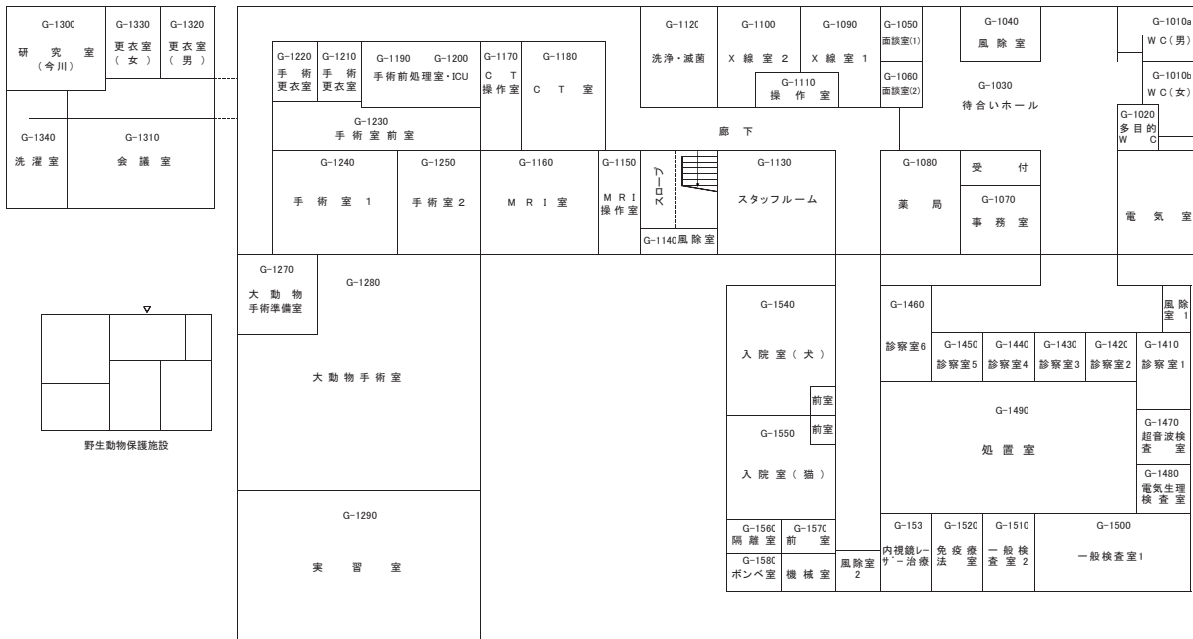 G-1300
研 究 室
(今川)
G-1330
更衣室
(女)
G-1320
更衣室
(男)
G-1340
洗濯室
G-1310
会議室
野生動物保護施設
G-1220
手 術
更衣室
G-1210
手 術
更衣室
G-1190 G-1200
手術前処理室・ICU
G-1170
C T
操作室
G-1180
C T 室
G-1230
手術室前室
G-1240
手術室1
G-1250
手術室2
G-1160
MRI室
G-1150
MRI
操作室
スロープ
G-1140 風除室
G-1120
洗浄・滅菌
G-1100
X線室2
G-1090
X線室1
G-1110
操作室
廊下
G-1130
スタッフルーム
G-1050
面談室(1)
G-1060
面談室(2)
G-1040
風除室
G-1030
待合いホール
G-1010a
WC(男)
G-1010b
WC(女)
G-1020
多目的
W C
G-1080
薬局
受付
G-1070
事務室
電気室
G-1270
大動物
手術準備室
G-1280
大動物手術室
G-1290
実習室
G-1540
入院室(犬)
前室
前室
G-1550
入院室(猫)
G-1560
隔離室
G-1570
前室
G-1580
ボンベ室
機械室
風除室
2
G-1460
診察室6
G-1450
診察室5
G-1440
診察室4
G-1430
診察室3
G-1420
診察室2
G-1410
診察室1
風除
室 1
G-1490
処置室
G-1470
超音波検
査 室
G-1480
電気生理
検査室
G-153
内視鏡レー
ザー治療
G-1520
免疫療
法 室
G-1510
一般検
査室2
G-1500
一般検査室1